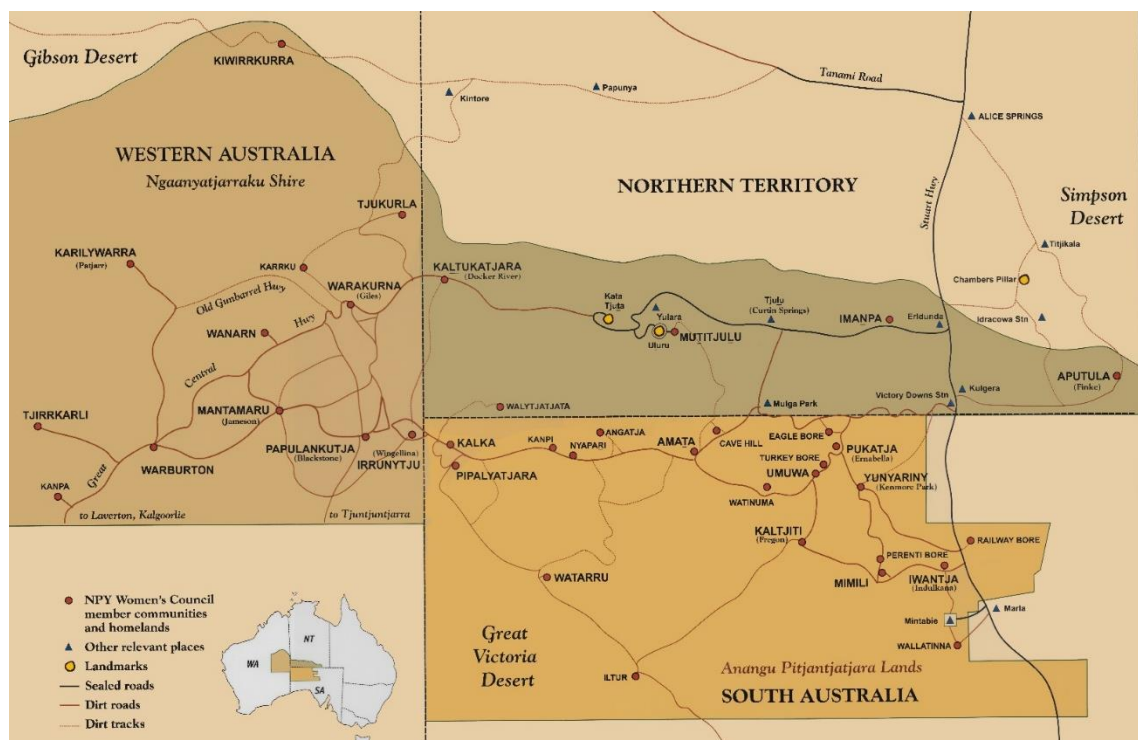 Gibson Desert
KIWIRRKURRA
Tanami Road
Kintore
Papunya
ALICE SPRINGS
WESTERN AUSTRALIA
Ngaanyatjarraku Shire
NORTHERN TERRITORY
Stuart Hwy
Simpson
Desert
TJUKURLA
Titjikala
KARILYWARRA
(Patjarr)
KARRKU
KALTUKATJARA
(Docker River)
Chambers Pillar
WARAKURNA
(Giles)
Old Gunbarrel Hwy
Kata
Tjuta
Yulara
Tjulu
(Curtin Springs)
IMANPA
Erldunda
Idracowa Stn
WANARN
Hwy
Uluru
MUTITJULU
Central
APUTULA
(Finke)
Kulgera
TJIRRKARLI
MANTAMARU
(Jameson)
WALYTJATJATA
Mulga Park
Victory Downs Stn
PAPULANKUTJA
(Blackstone)
(Wingellina)
IRRUNYTJU
KALKA
KANPI
ANGATJA
NYAPARI
AMATA
CAVE HILL
EAGLE BORE
PUKATJA
(Ernabella)
TURKEY BORE
UMUWA
WARBURTON
Great
PIPALYATJARA
KANPA
WATINUMA
YUNYARINY
(Kenmore Park)
to Laverton, Kalgoorlie
to Tjuntjuntjarra
KALTJITI
(Fregon)
RAILWAY BORE
PERENTI BORE
WATARRU
MIMILI
IWANTJA
(Indulkana)
NPY Women's Council
member communities
and homelands
Other relevant places
Landmarks
Sealed roads
Dirt roads
Dirt tracks
NT
WA
SA
Great
Victoria
Desert
Mintabie
Marla
WALLATINNA
ILTUR
Anangu Pitjantjatjara Lands
SOUTH AUSTRALIA